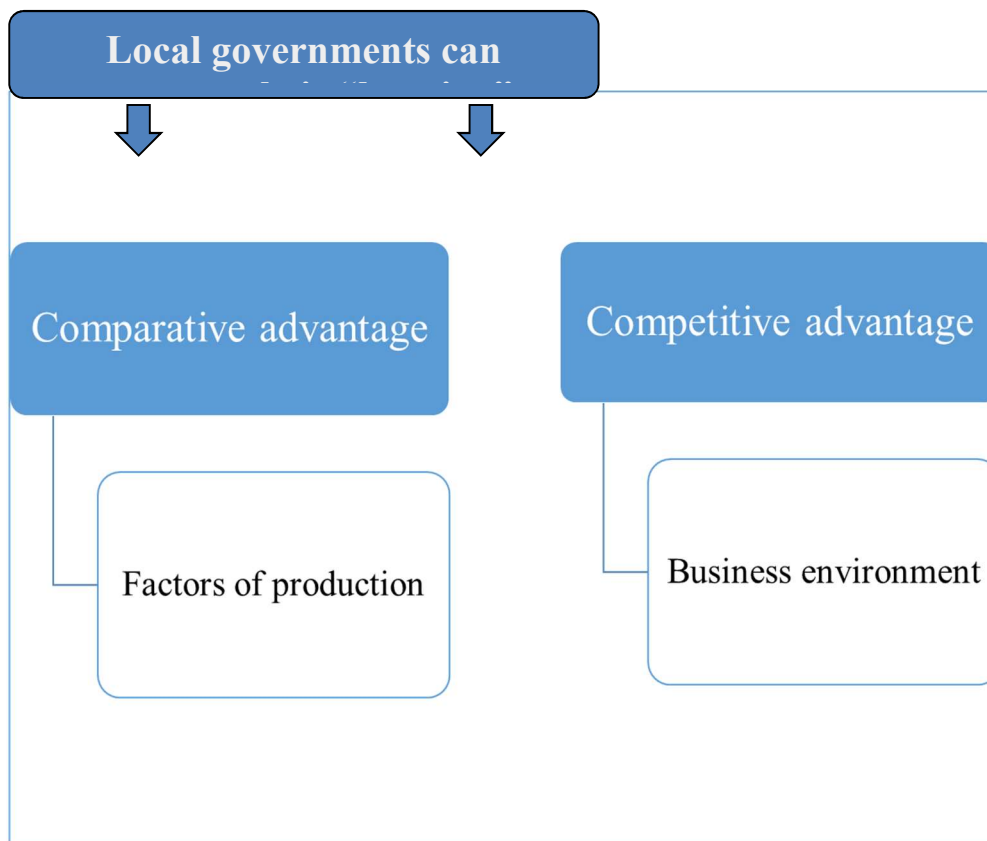 Local governments can
Comparative advantage
Competitive advantage
Factors of production
Business environment